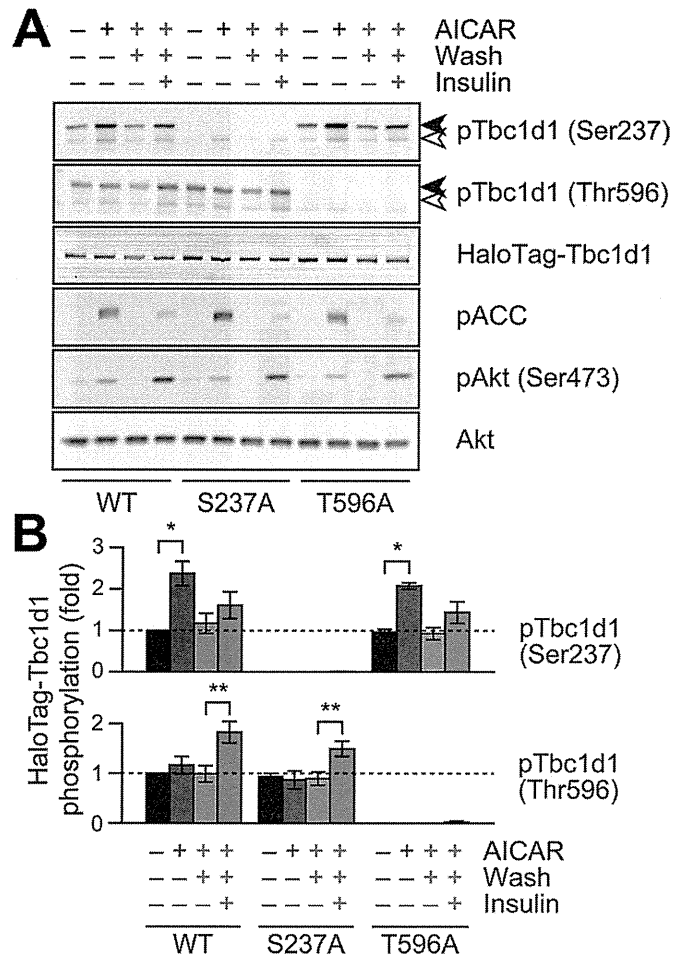 A
− + + + − + + + − + + + AICAR
− − + + − − + + − − + + Wash
− − − + − − − + − − − + Insulin
pTbc1d1 (Ser237)
pTbc1d1 (Thr596)
HaloTag-Tbc1d1
pACC
pAkt (Ser473)
Akt
WT S237A T596A
B
HaloTag-Tbc1d1
phosphorylation (fold)
3
2
1
0
* *
pTbc1d1
(Ser237)
2
1
0
** **
pTbc1d1
(Thr596)
− + + + − + + + − + + + AICAR
− − + + − − + + − − + + Wash
− − − + − − − + − − − + Insulin
WT S237A T596A